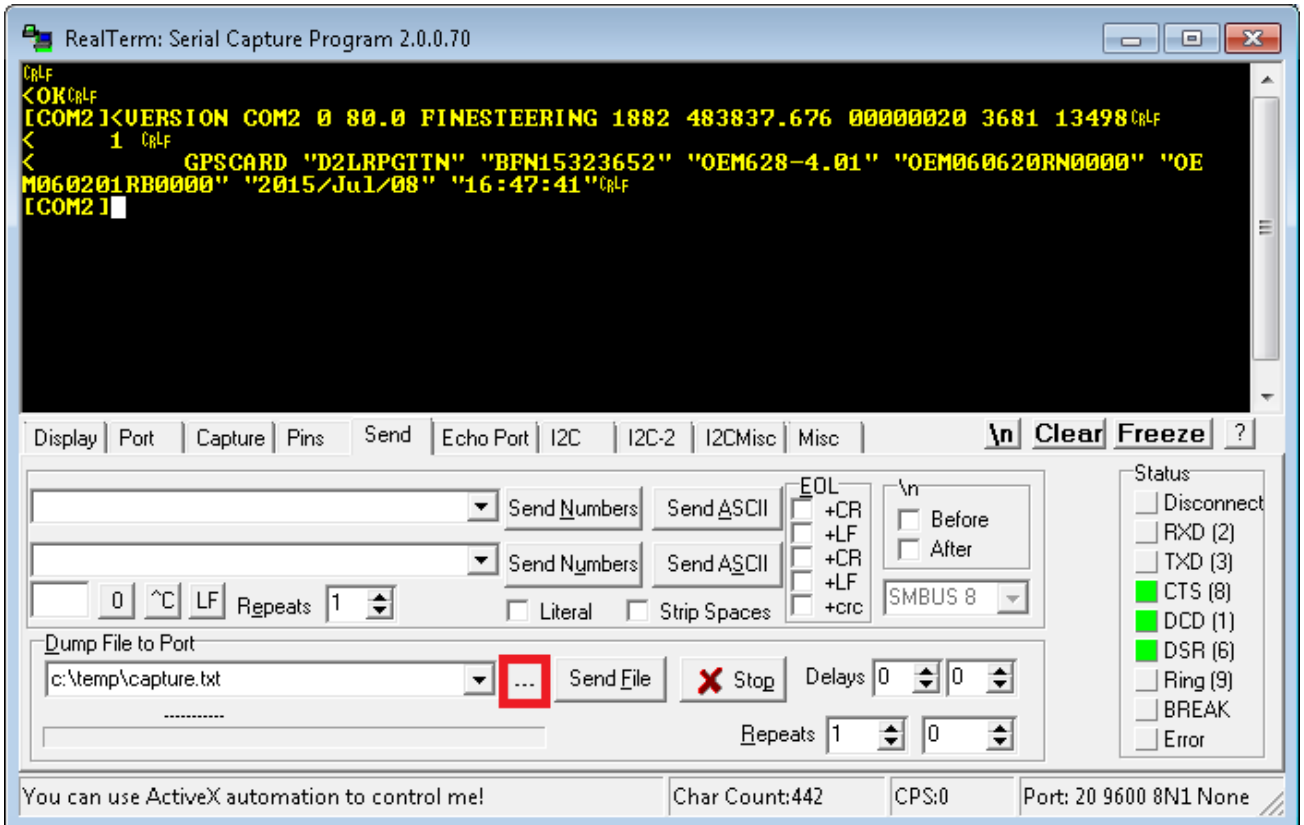 RealTerm: Serial Capture Program 2.0.0.70
CRLF
<OKCRLF
[COM2]<VERSION COM2 0 80.0 FINESTEERING 1882 483837.676 00000020 3681 13498CRLF
<     1 CRLF
<          GPSCARD "D2LRPGTTN" "BFN15323652" "OEM628-4.01" "OEM060620RN0000" "OE
M060201RB0000" "2015/Jul/08" "16:47:41"CRLF
[COM2]
Display Port Capture Pins Send Echo Port I2C I2C-2 I2CMisc Misc \n Clear Freeze ?
Send Numbers Send ASCII
Send Numbers Send ASCII
0 ^C LF Repeats 1
Literal Strip Spaces
EOL
+CR
+LF
+CR
+LF
+crc
\n
Before
After
SMBUS 8
Dump File to Port
c:\temp\capture.txt ... Send File Stop Delays 0 0
-----------
Repeats 1 0
Status
Disconnect
RXD (2)
TXD (3)
CTS (8)
DCD (1)
DSR (6)
Ring (9)
BREAK
Error
You can use ActiveX automation to control me! Char Count:442 CPS:0 Port: 20 9600 8N1 None